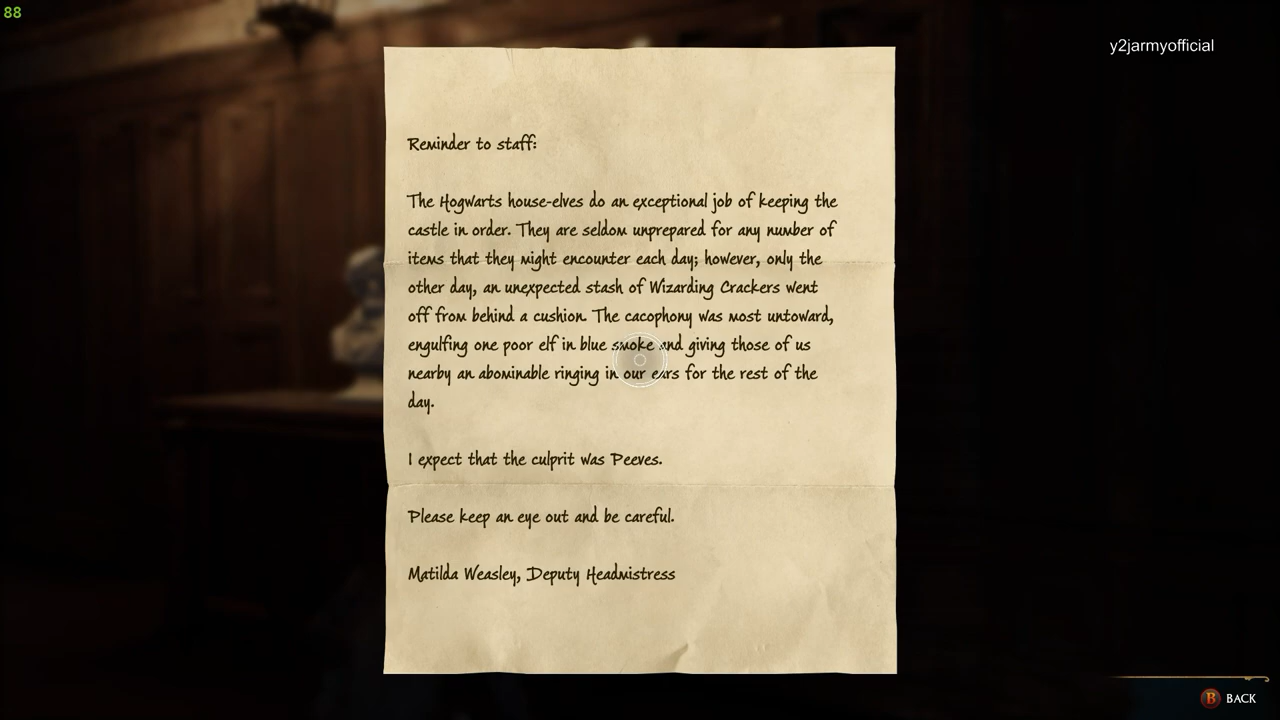 88
y2jarmyofficial
Reminder to staff:
The Hogwarts house-elves do an exceptional job of keeping the
castle in order. They are seldom unprepared for any number of
items that they might encounter each day; however, only the
other day, an unexpected stash of Wizarding Crackers went
off from behind a cushion. The cacophony was most untoward,
engulfing one poor elf in blue smoke and giving those of us
nearby an abominable ringing in our ears for the rest of the
day.
I expect that the culprit was Peeves.
Please keep an eye out and be careful.
Matilda Weasley, Deputy Headmistress
B BACK